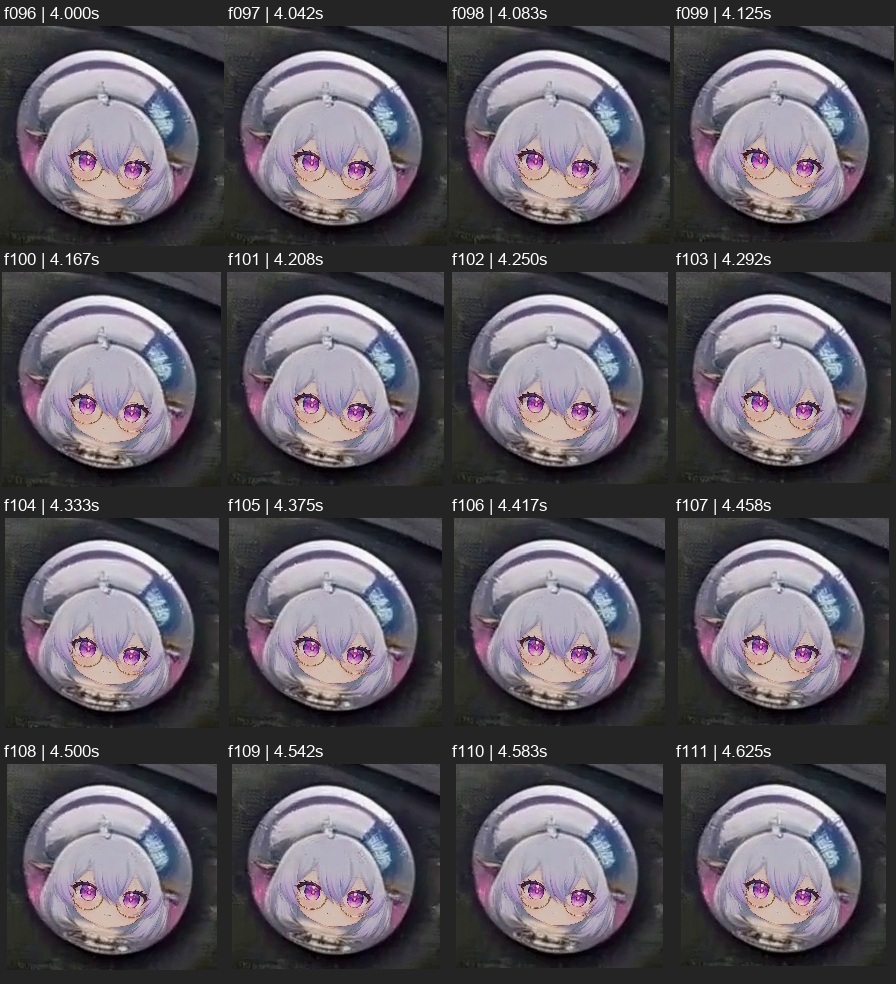 f096 | 4.000s f097 | 4.042s f098 | 4.083s f099 | 4.125s
f100 | 4.167s f101 | 4.208s f102 | 4.250s f103 | 4.292s
f104 | 4.333s f105 | 4.375s f106 | 4.417s f107 | 4.458s
f108 | 4.500s f109 | 4.542s f110 | 4.583s f111 | 4.625s